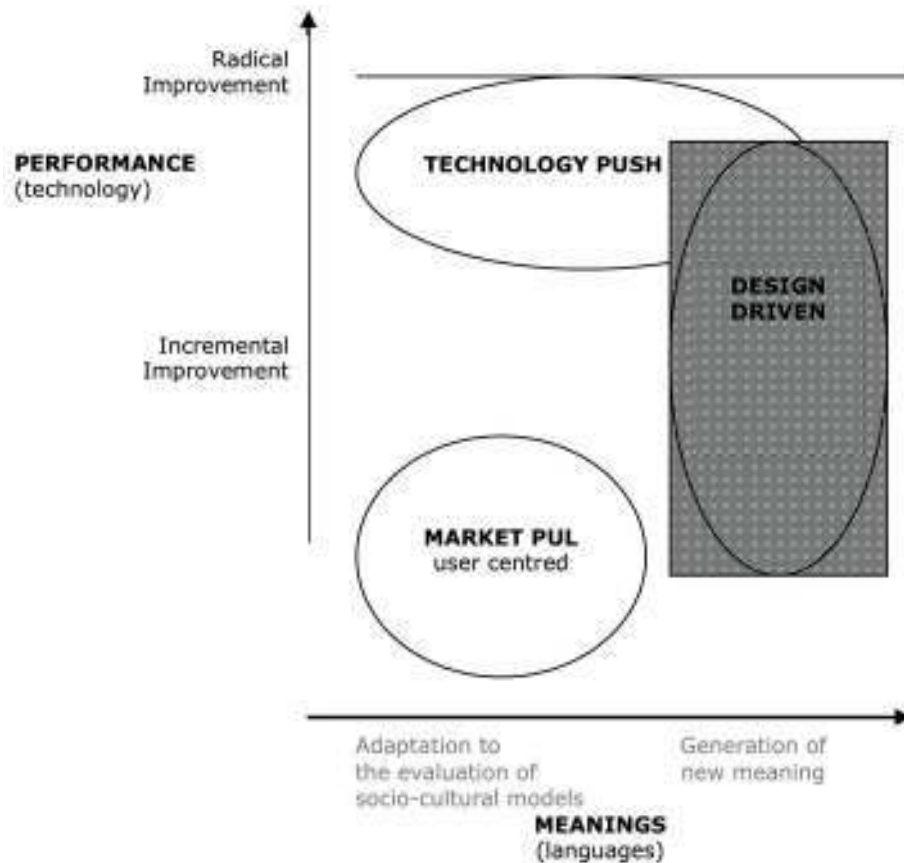 Radical
Improvement
PERFORMANCE
(technology)
TECHNOLOGY PUSH
DESIGN
DRIVEN
Incremental
Improvement
MARKET PUL
user centred
Adaptation to
the evaluation of
socio-cultural models
Generation of
new meaning
MEANINGS
(languages)